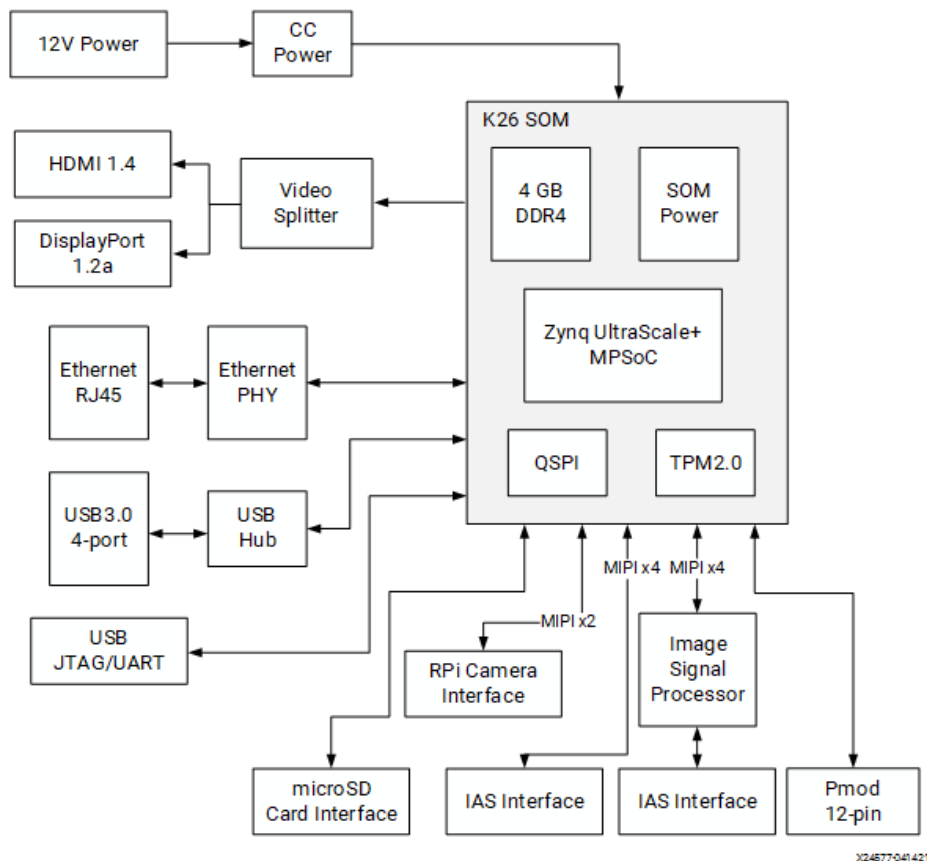 12V Power
CC
Power
K26 SOM
HDMI 1.4
Video
Splitter
4 GB
DDR4
SOM
Power
DisplayPort
1.2a
Zynq UltraScale+
MPSoC
Ethernet
RJ45
Ethernet
PHY
QSPI
TPM2.0
USB3.0
4-port
USB
Hub
MIPI x4
MIPI x4
MIPI x2
USB
JTAG/UART
RPi Camera
Interface
Image
Signal
Processor
microSD
Card Interface
IAS Interface
IAS Interface
Pmod
12-pin
X24577-041421